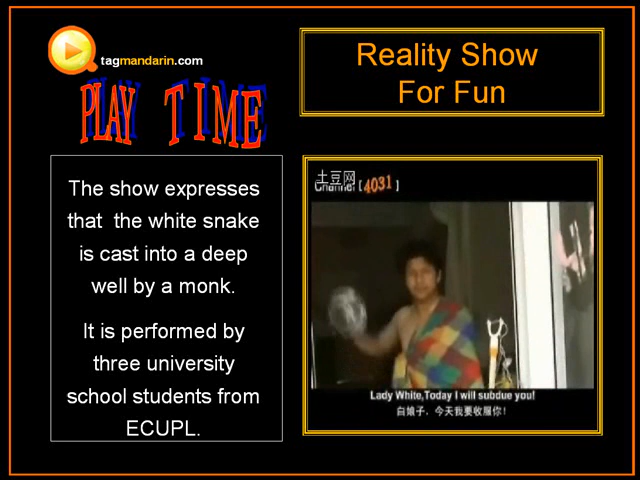 tagmandarin.com
PLAY TIME
Reality Show
For Fun
The show expresses
that the white snake
is cast into a deep
well by a monk.
It is performed by
three university
school students from
ECUPL.
土豆网
Channel [4031]
Lady White,Today I will subdue you!
白娘子，今天我要收服你！